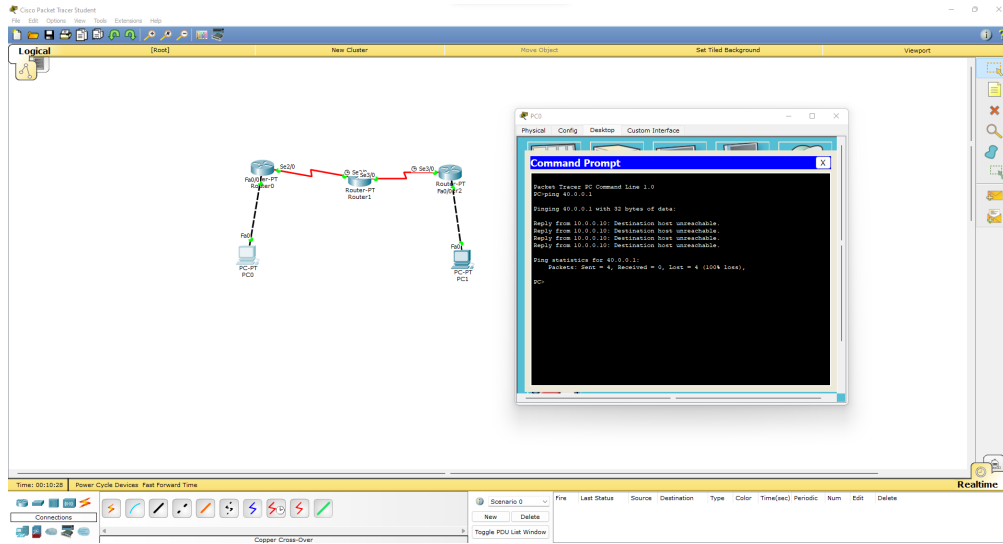 Cisco Packet Tracer Student
File Edit Options View Tools Extensions Help
Logical [Root] New Cluster Move Object Set Tiled Background Viewport
PC0
Physical Config Desktop Custom Interface
Command Prompt X
Packet Tracer PC Command Line 1.0
PC>ping 40.0.0.1
Pinging 40.0.0.1 with 32 bytes of data:
Reply from 10.0.0.10: Destination host unreachable.
Reply from 10.0.0.10: Destination host unreachable.
Reply from 10.0.0.10: Destination host unreachable.
Reply from 10.0.0.10: Destination host unreachable.
Ping statistics for 40.0.0.1:
Packets: Sent = 4, Received = 0, Lost = 4 (100% loss),
PC>
Se2/0
Se3/0
Se3/0
Router0
Router-PT
Router1
Router-PT
Fa0
PC-PT
PC0
Fa0
PC-PT
PC1
Time: 00:10:28 Power Cycle Devices Fast Forward Time
Realtime
Connections
Copper Cross-Over
Scenario 0
New Delete
Toggle PDU List Window
Fire Last Status Source Destination Type Color Time(sec) Periodic Num Edit Delete